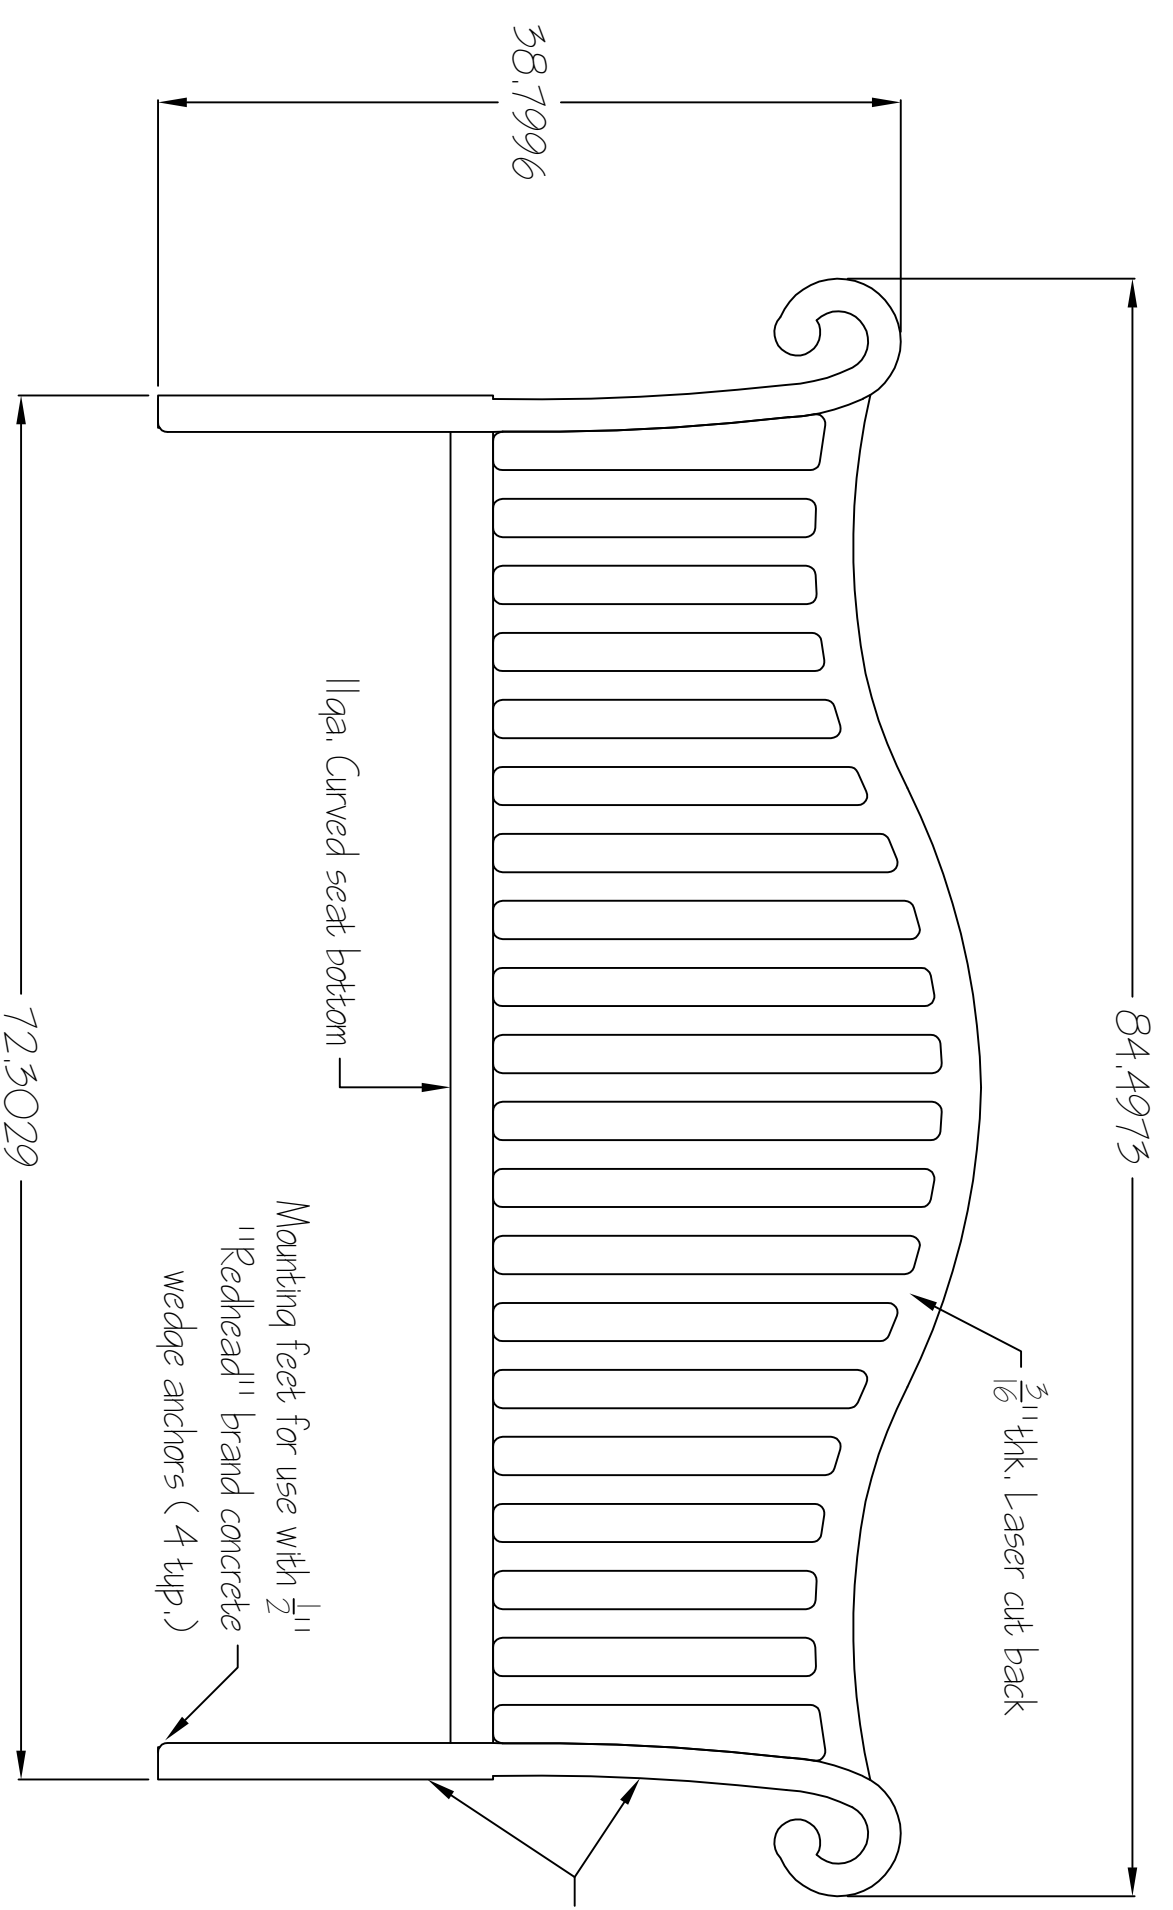 84.4973
3/16" thk. Laser cut back
38.7996
11ga. Curved seat bottom
Mounting feet for use with 1/2"
"Redhead" brand concrete
wedge anchors ( 4 typ.)
72.3029